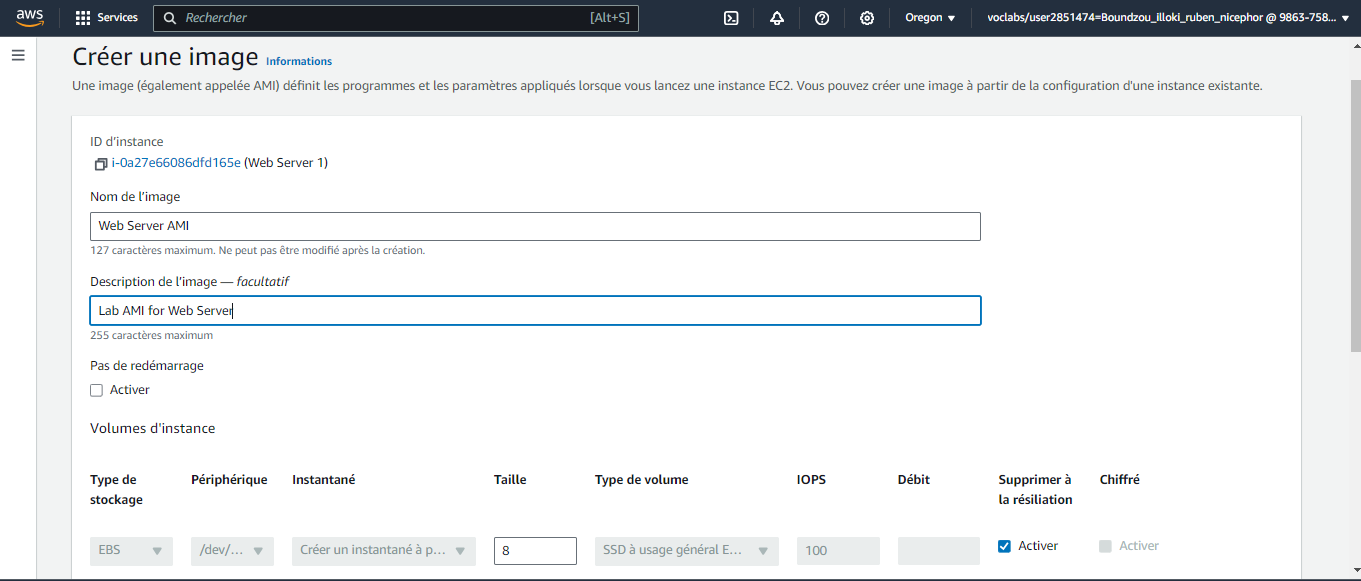 aws
Services
Rechercher
[Alt+S]
Oregon
voclabs/user2851474=Boundzou_illoki_ruben_nicephor @ 9863-758...
Créer une image Informations
Une image (également appelée AMI) définit les programmes et les paramètres appliqués lorsque vous lancez une instance EC2. Vous pouvez créer une image à partir de la configuration d'une instance existante.
ID d'instance
i-0a27e66086dfd165e (Web Server 1)
Nom de l'image
Web Server AMI
127 caractères maximum. Ne peut pas être modifié après la création.
Description de l'image — facultatif
Lab AMI for Web Server
255 caractères maximum
Pas de redémarrage
Activer
Volumes d'instance
Type de stockage
Périphérique
Instantané
Taille
Type de volume
IOPS
Débit
Supprimer à la résiliation
Chiffré
EBS
/dev/...
Créer un instantané à p...
8
SSD à usage général E...
100
Activer
Activer